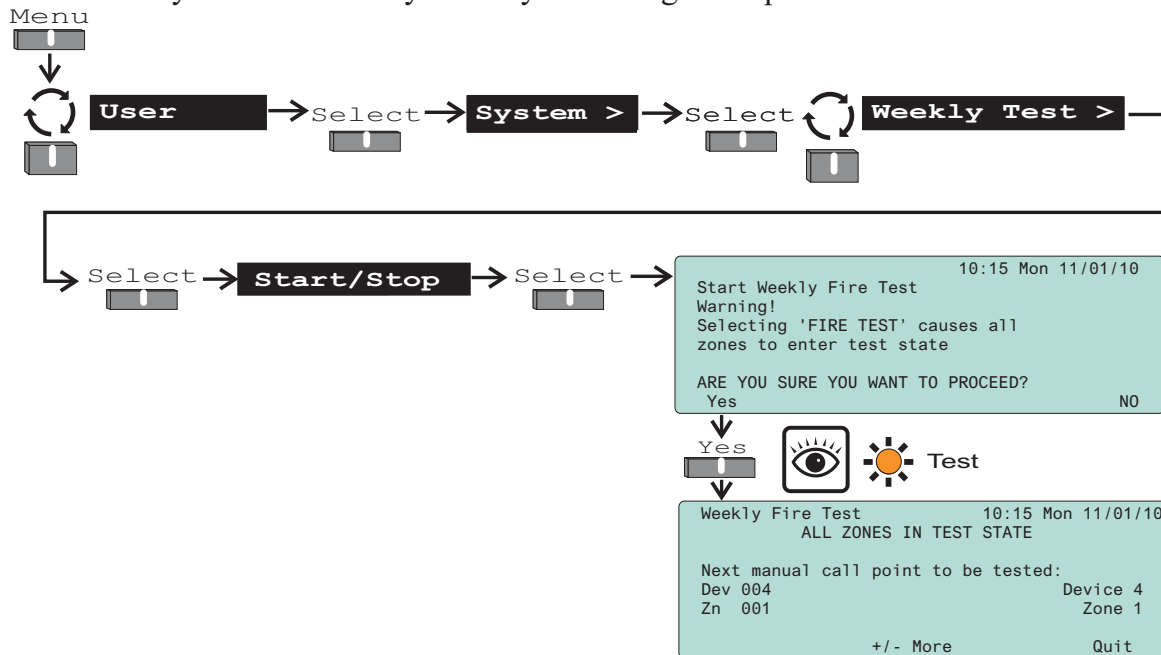 Menu
User
Select
System >
Select
Weekly Test >
Select
Start/Stop
Select
10:15 Mon 11/01/10
Start Weekly Fire Test
Warning!
Selecting 'FIRE TEST' causes all
zones to enter test state
ARE YOU SURE YOU WANT TO PROCEED?
Yes NO
Yes
Test
Weekly Fire Test 10:15 Mon 11/01/10
ALL ZONES IN TEST STATE
Next manual call point to be tested:
Dev 004 Device 4
Zn 001 Zone 1
+/- More Quit